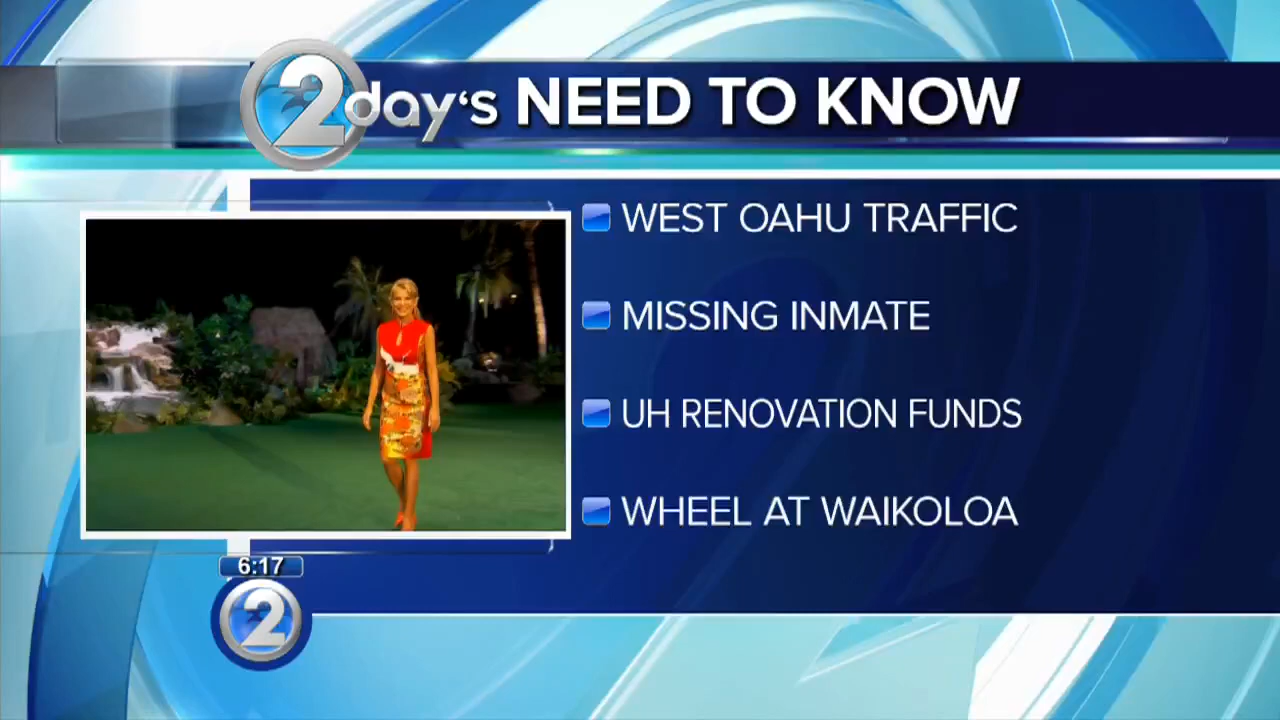 2day's NEED TO KNOW
WEST OAHU TRAFFIC
MISSING INMATE
UH RENOVATION FUNDS
WHEEL AT WAIKOLOA
6:17
2